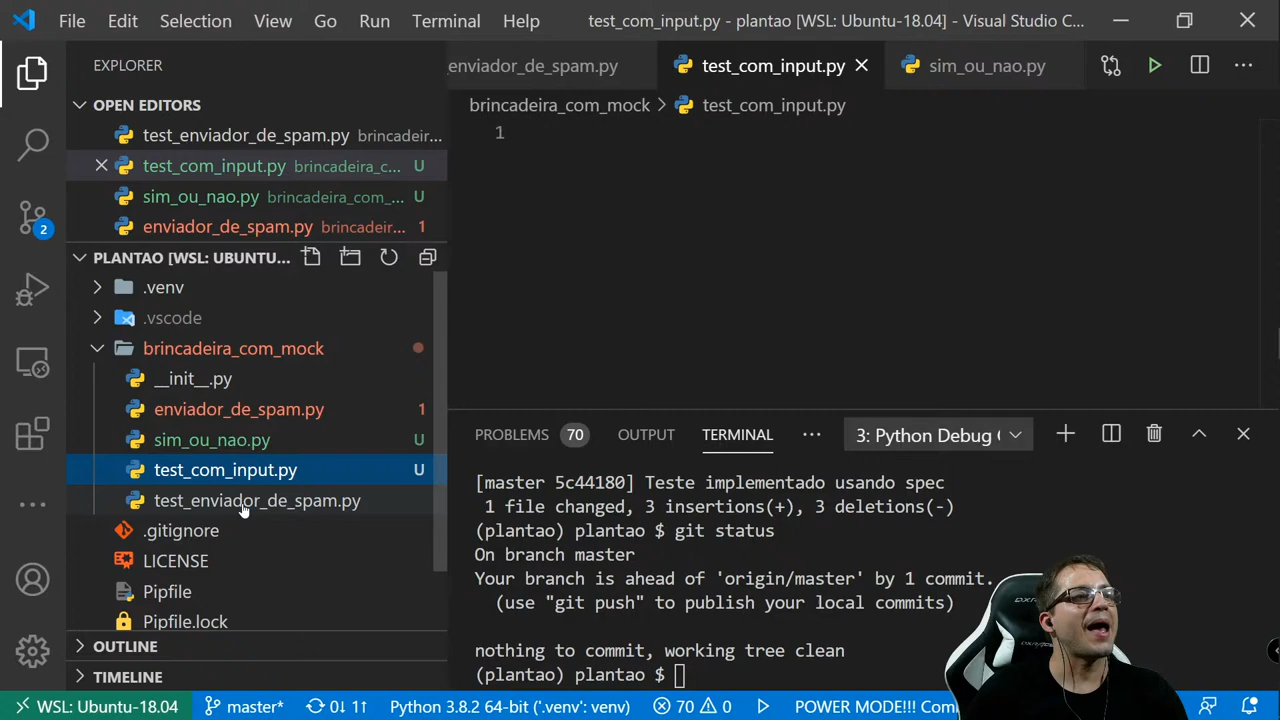 File Edit Selection View Go Run Terminal Help test_com_input.py - plantao [WSL: Ubuntu-18.04] - Visual Studio C...
EXPLORER
OPEN EDITORS
test_enviador_de_spam.py brincadeir...
test_com_input.py brincadeira_c... U
sim_ou_nao.py brincadeira_com_... U
enviador_de_spam.py brincadeir... 1
PLANTAO [WSL: UBUNTU...
.venv
.vscode
brincadeira_com_mock
__init__.py
enviador_de_spam.py 1
sim_ou_nao.py U
test_com_input.py U
test_enviador_de_spam.py
.gitignore
LICENSE
Pipfile
Pipfile.lock
OUTLINE
TIMELINE
2
enviador_de_spam.py test_com_input.py sim_ou_nao.py
brincadeira_com_mock > test_com_input.py
1
PROBLEMS 70 OUTPUT TERMINAL ... 3: Python Debug C
[master 5c44180] Teste implementado usando spec
1 file changed, 3 insertions(+), 3 deletions(-)
(plantao) plantao $ git status
On branch master
Your branch is ahead of 'origin/master' by 1 commit.
(use "git push" to publish your local commits)
nothing to commit, working tree clean
(plantao) plantao $
WSL: Ubuntu-18.04 master* 0↓ 1↑ Python 3.8.2 64-bit ('.venv': venv) 70 0 POWER MODE!!! Com